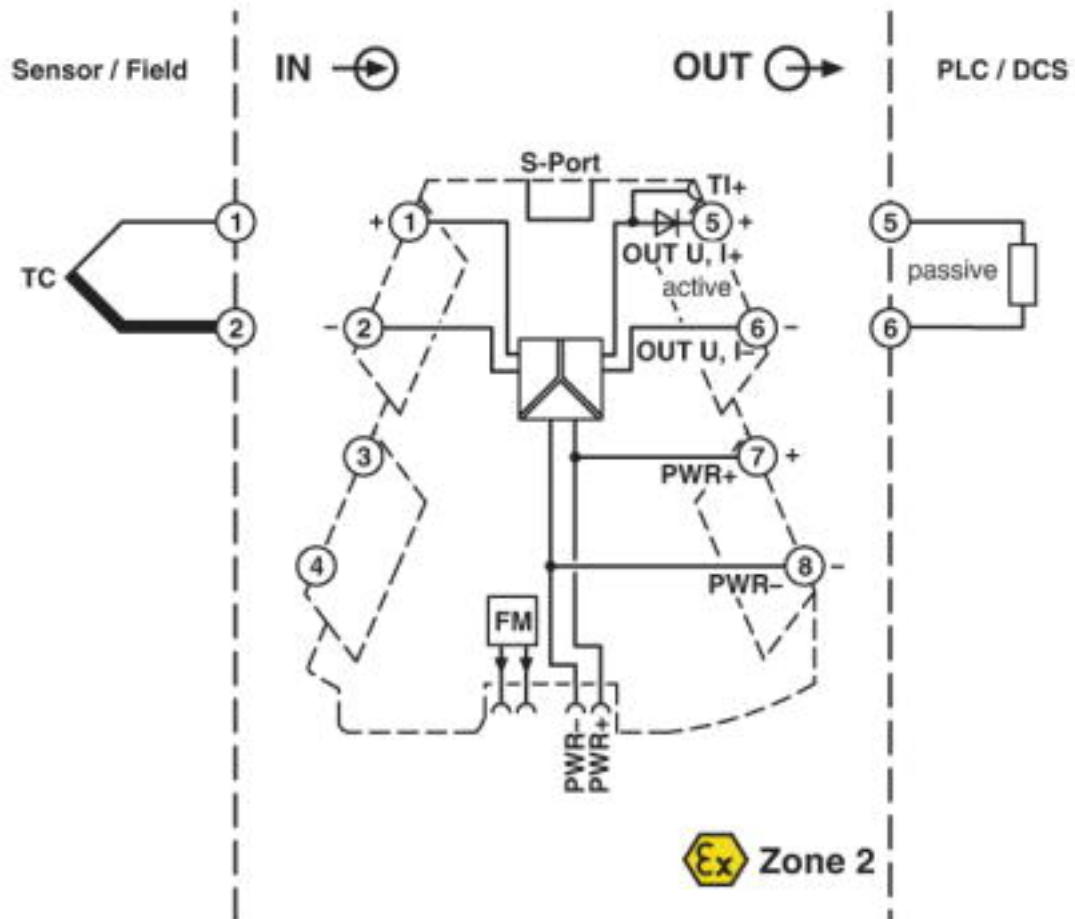 Sensor / Field
IN
OUT
PLC / DCS
S-Port
TI+
1
+
1
5
+
5
OUT U, I+
active
passive
TC
2
–
2
6
–
6
OUT U, I–
3
7
+
PWR+
4
8
–
PWR–
FM
PWR–
PWR+
Ex
Zone 2